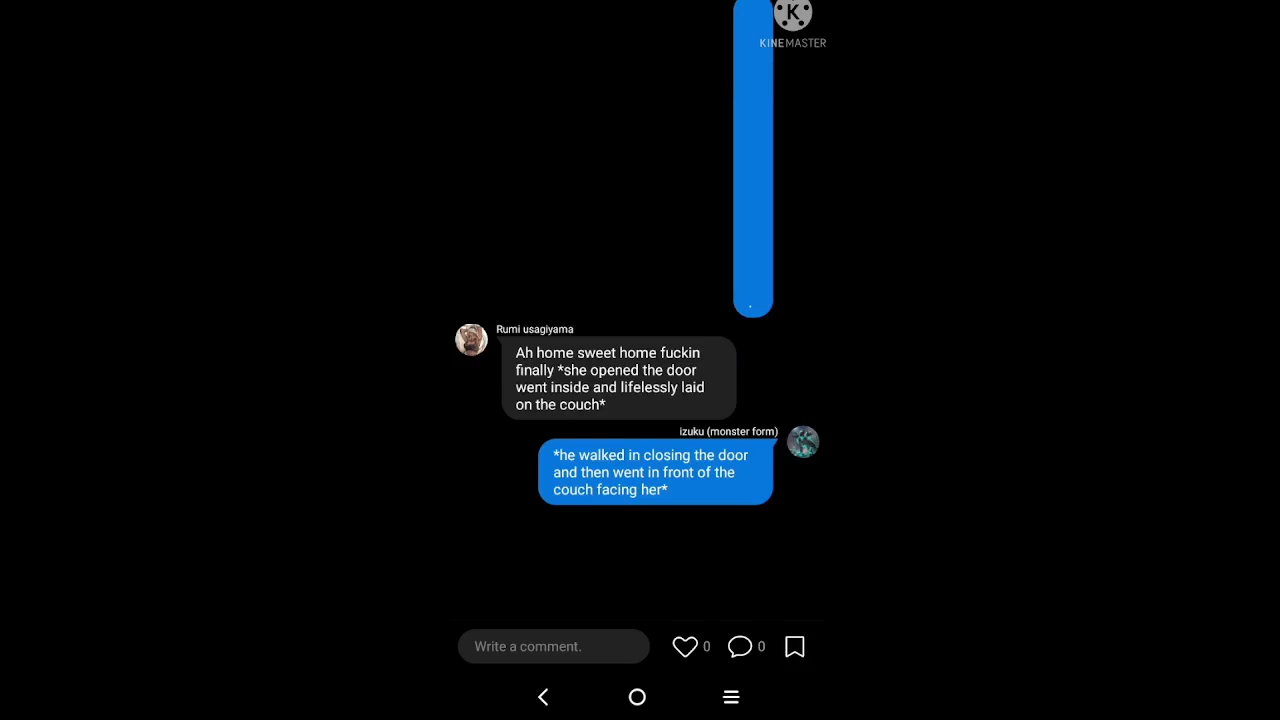 K
KINEMASTER
.
Rumi usagiyama
Ah home sweet home fuckin
finally *she opened the door
went inside and lifelessly laid
on the couch*
izuku (monster form)
*he walked in closing the door
and then went in front of the
couch facing her*
Write a comment.
0
0